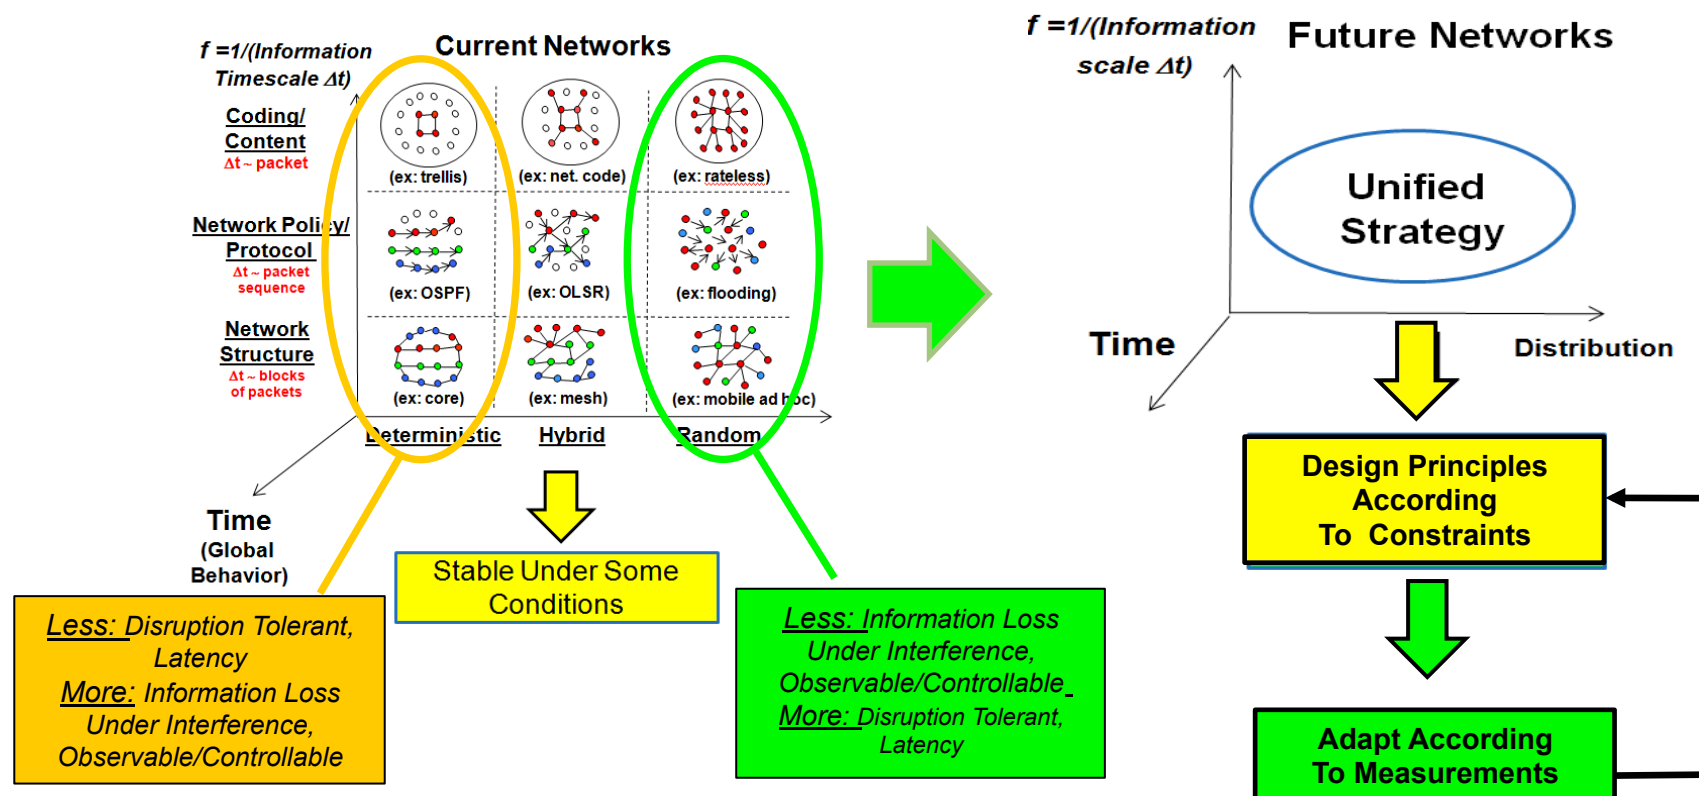 f =1/(Information
Timescale Δt)
Current Networks
Coding/
Content
Δt ~ packet
(ex: trellis)
(ex: net. code)
(ex: rateless)
Network Policy/
Protocol
Δt ~ packet
sequence
(ex: OSPF)
(ex: OLSR)
(ex: flooding)
Network
Structure
Δt ~ blocks
of packets
(ex: core)
(ex: mesh)
(ex: mobile ad hoc)
Deterministic
Hybrid
Random
Time
(Global
Behavior)
Stable Under Some
Conditions
Less: Disruption Tolerant,
Latency
More: Information Loss
Under Interference,
Observable/Controllable
Less: Information Loss
Under Interference,
Observable/Controllable
More: Disruption Tolerant,
Latency
f =1/(Information
scale Δt)
Future Networks
Unified
Strategy
Time
Distribution
Design Principles
According
To Constraints
Adapt According
To Measurements